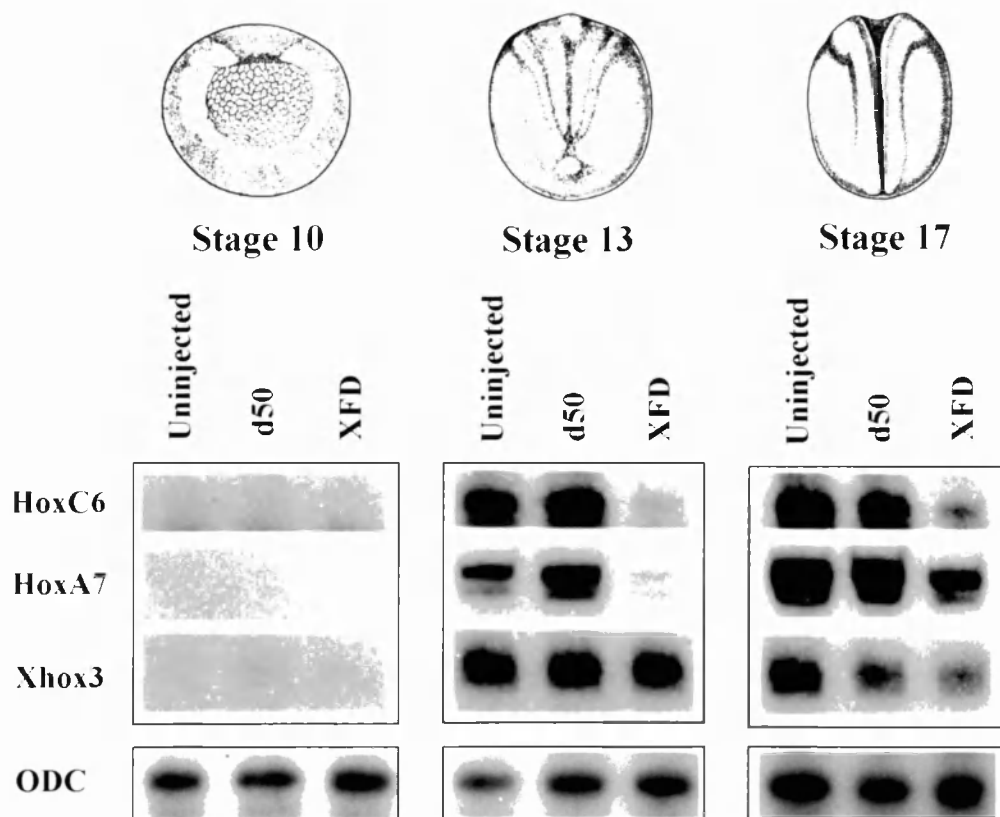 Stage 10 Stage 13 Stage 17
Uninjected d50 XFD Uninjected d50 XFD Uninjected d50 XFD
HoxC6
HoxA7
Xhox3
ODC